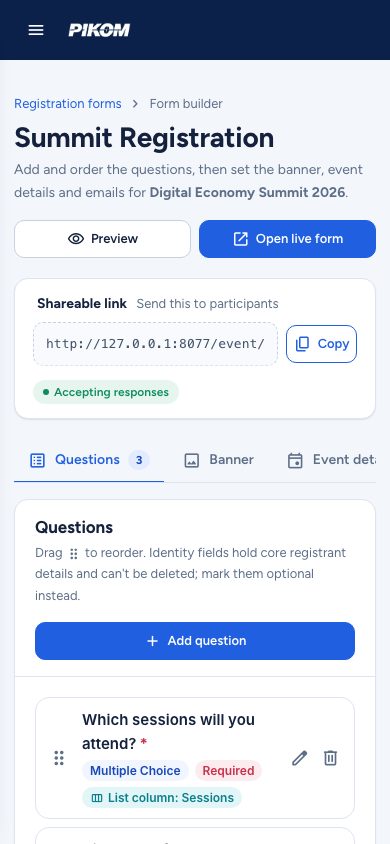 PIKOM
Registration forms > Form builder
Summit Registration
Add and order the questions, then set the banner, event
details and emails for Digital Economy Summit 2026.
Preview
Open live form
Shareable link Send this to participants
http://127.0.0.1:8077/event/
Copy
Accepting responses
Questions 3
Banner
Event deta
Questions
Drag to reorder. Identity fields hold core registrant
details and can't be deleted; mark them optional
instead.
+ Add question
Which sessions will you
attend? *
Multiple Choice
Required
List column: Sessions